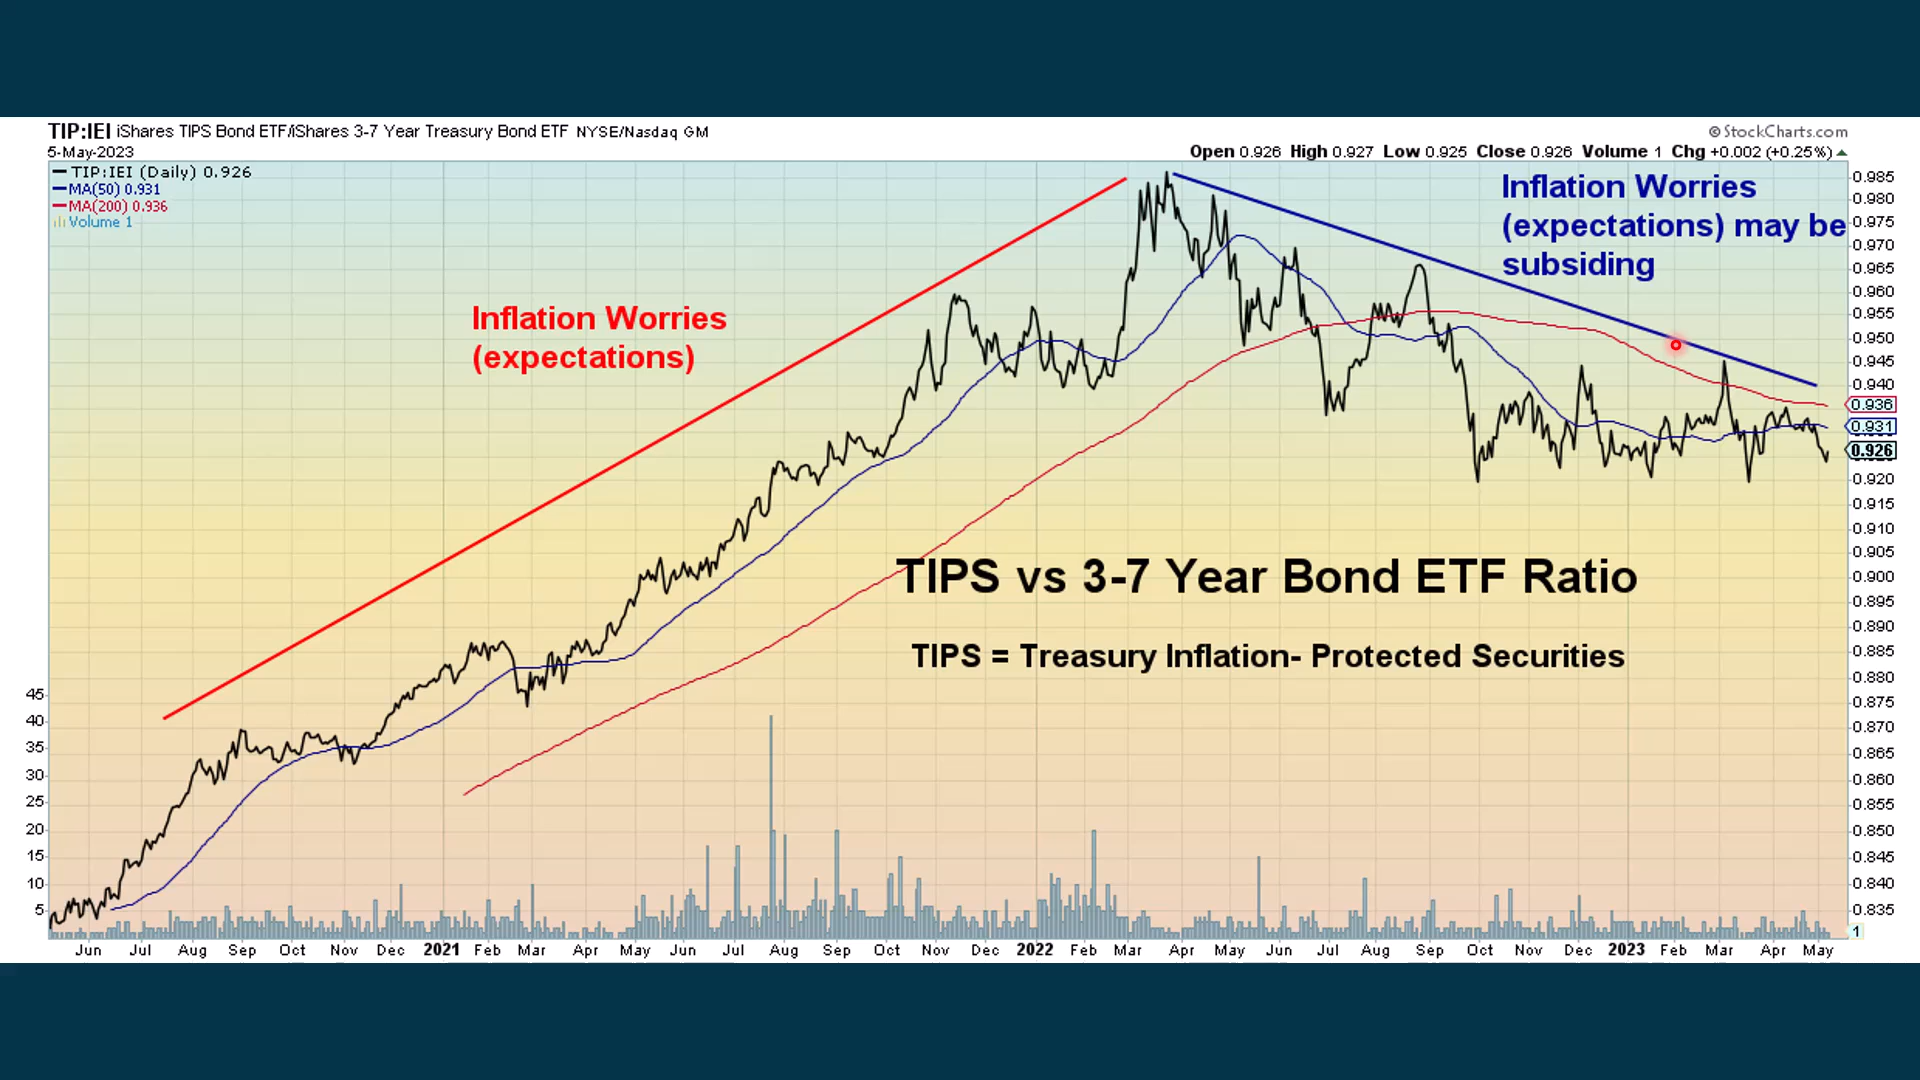 TIP:IEI iShares TIPS Bond ETF/iShares 3-7 Year Treasury Bond ETF NYSE/Nasdaq GM
© StockCharts.com
5-May-2023
Open 0.926 High 0.927 Low 0.925 Close 0.926 Volume 1 Chg +0.002 (+0.25%)
TIP:IEI (Daily) 0.926
MA(50) 0.931
MA(200) 0.936
Volume 1
Inflation Worries
(expectations)
Inflation Worries
(expectations) may be
subsiding
TIPS vs 3-7 Year Bond ETF Ratio
TIPS = Treasury Inflation- Protected Securities
0.985
0.980
0.975
0.970
0.965
0.960
0.955
0.950
0.945
0.940
0.936
0.931
0.926
0.920
0.915
0.910
0.905
0.900
0.895
0.890
0.885
0.880
0.875
0.870
0.865
0.860
0.855
0.850
0.845
0.840
0.835
1
45
40
35
30
25
20
15
10
5
Jun Jul Aug Sep Oct Nov Dec 2021 Feb Mar Apr May Jun Jul Aug Sep Oct Nov Dec 2022 Feb Mar Apr May Jun Jul Aug Sep Oct Nov Dec 2023 Feb Mar Apr May